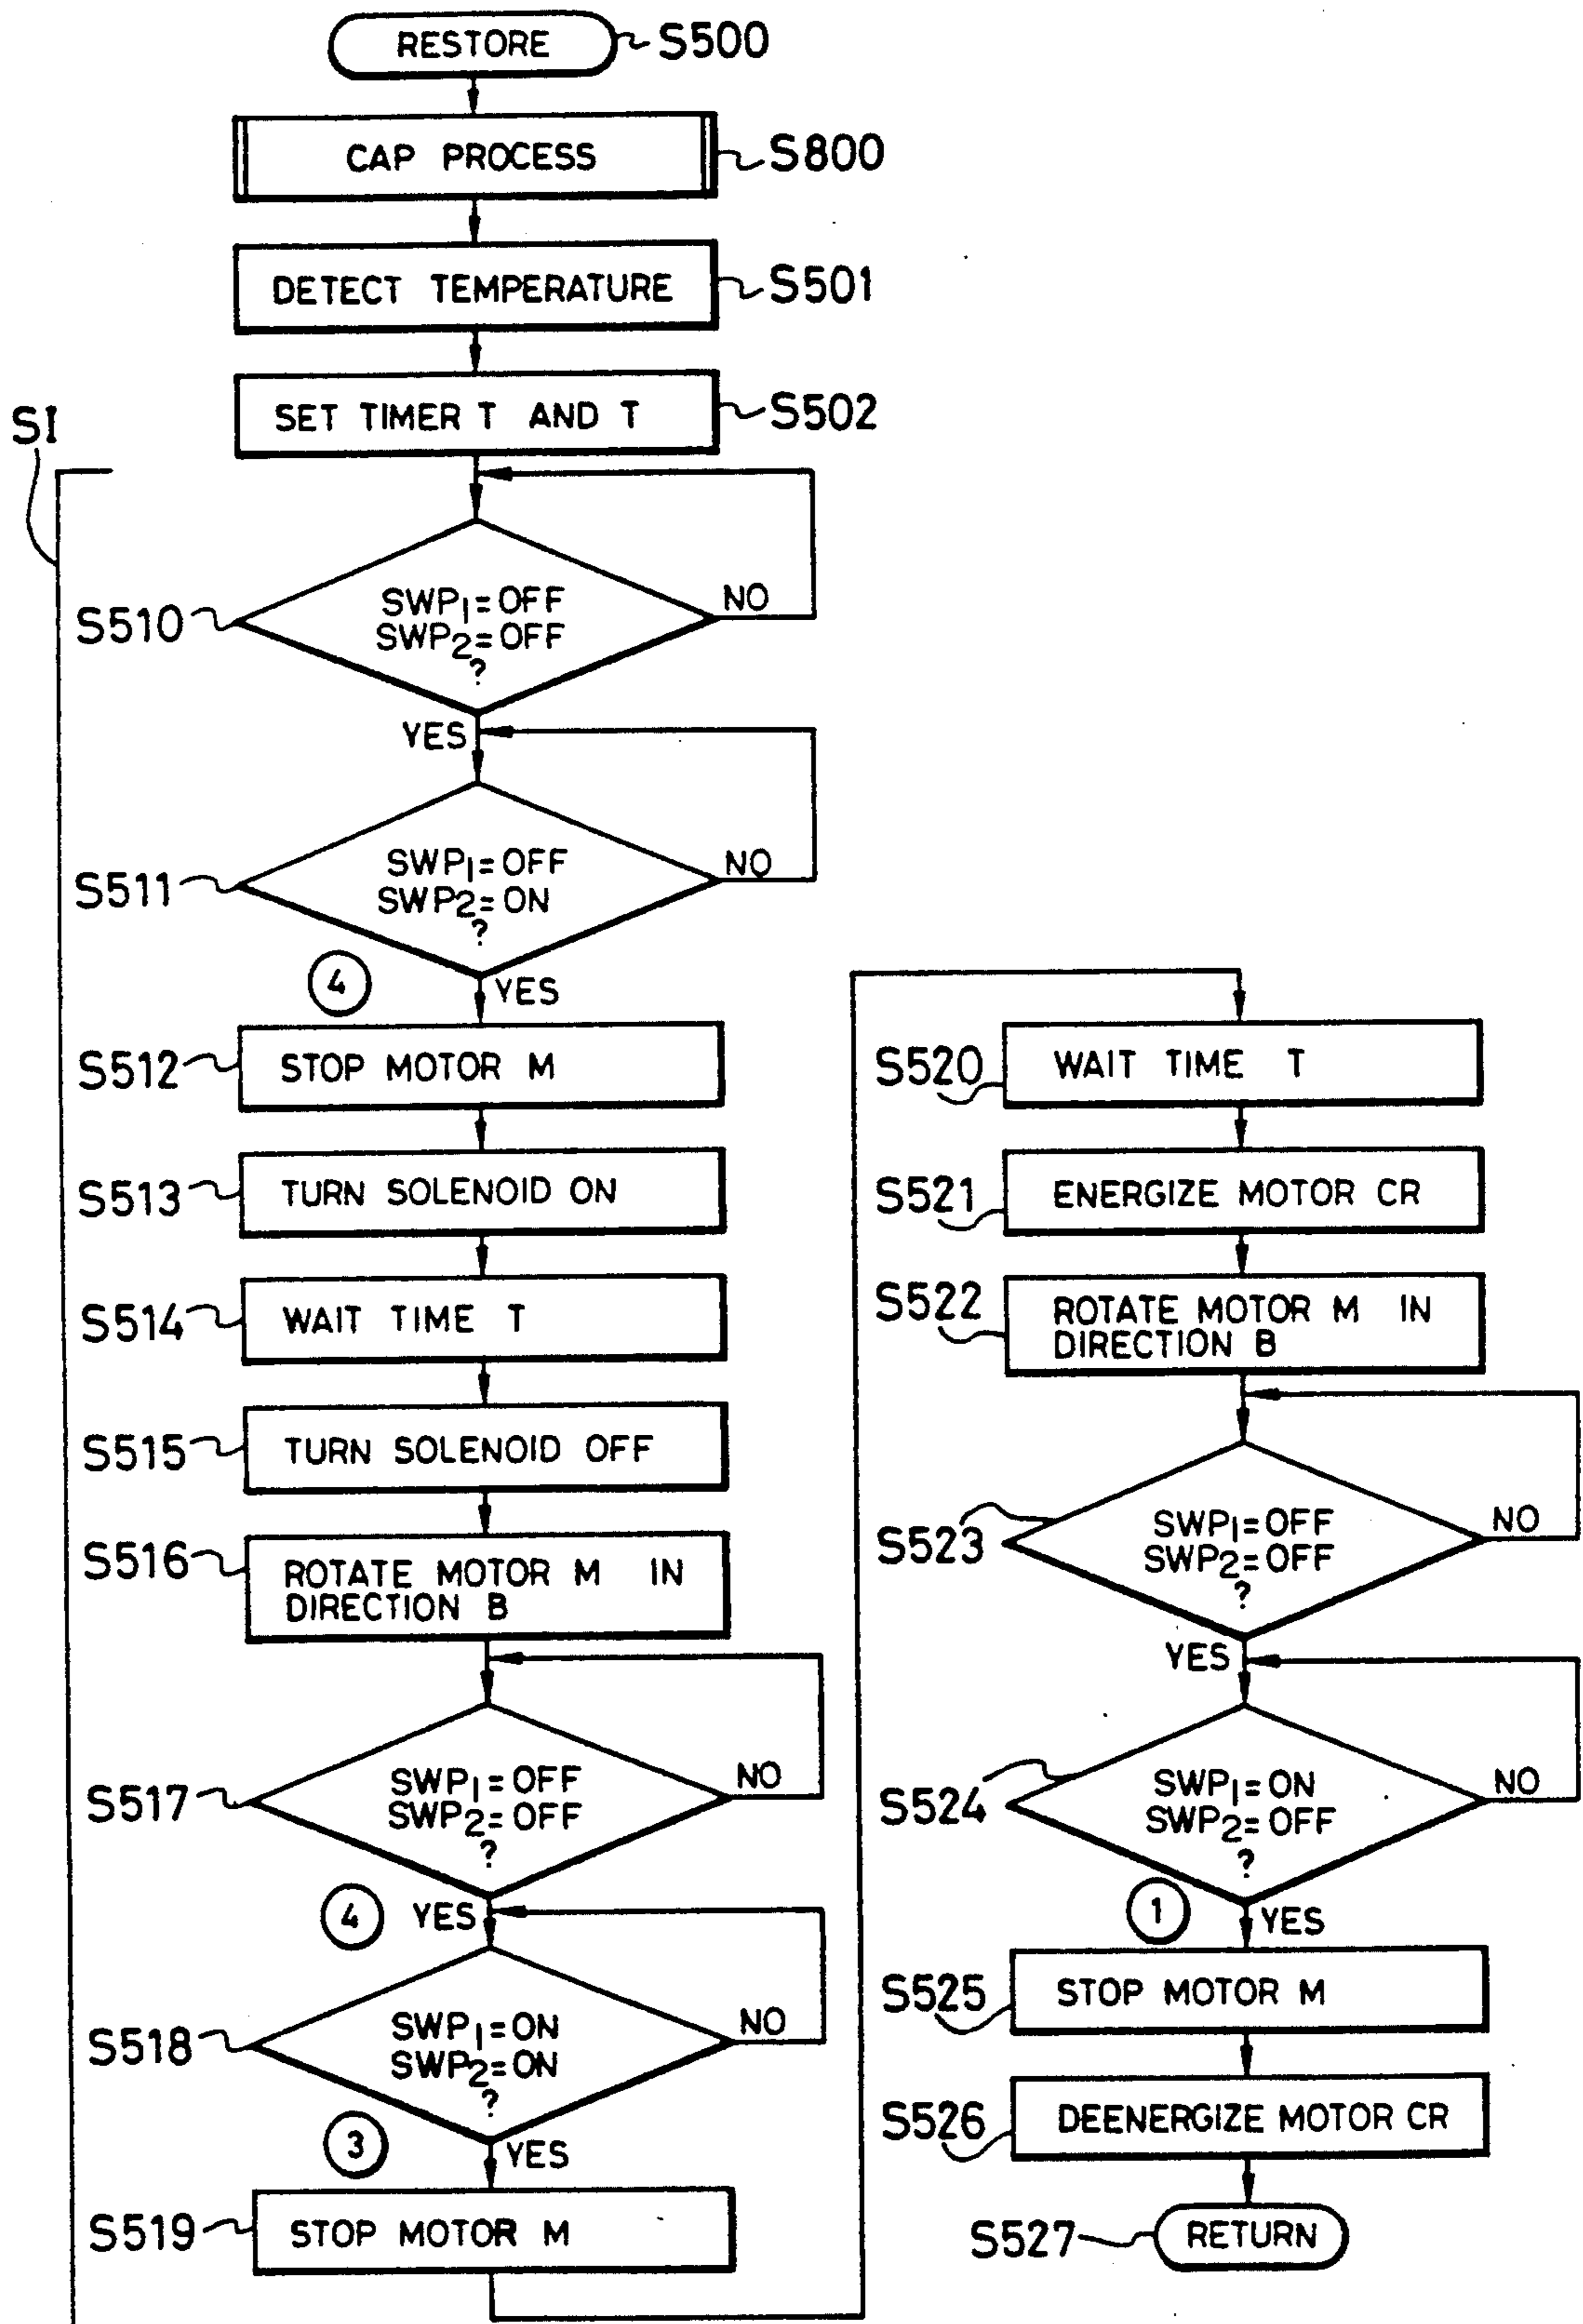 RESTORE S500
CAP PROCESS S800
DETECT TEMPERATURE S501
SET TIMER T AND T S502
SI
S510 SWP1=OFF NO
SWP2=OFF
?
YES
S511 SWP1=OFF NO
SWP2=ON
?
4 YES
S512 STOP MOTOR M
S513 TURN SOLENOID ON
S514 WAIT TIME T
S515 TURN SOLENOID OFF
S516 ROTATE MOTOR M IN
DIRECTION B
S517 SWP1=OFF NO
SWP2=OFF
?
4 YES
S518 SWP1=ON NO
SWP2=ON
?
3 YES
S519 STOP MOTOR M
S520 WAIT TIME T
S521 ENERGIZE MOTOR CR
S522 ROTATE MOTOR M IN
DIRECTION B
S523 SWP1=OFF NO
SWP2=OFF
?
YES
S524 SWP1=ON NO
SWP2=OFF
?
1 YES
S525 STOP MOTOR M
S526 DEENERGIZE MOTOR CR
S527 RETURN